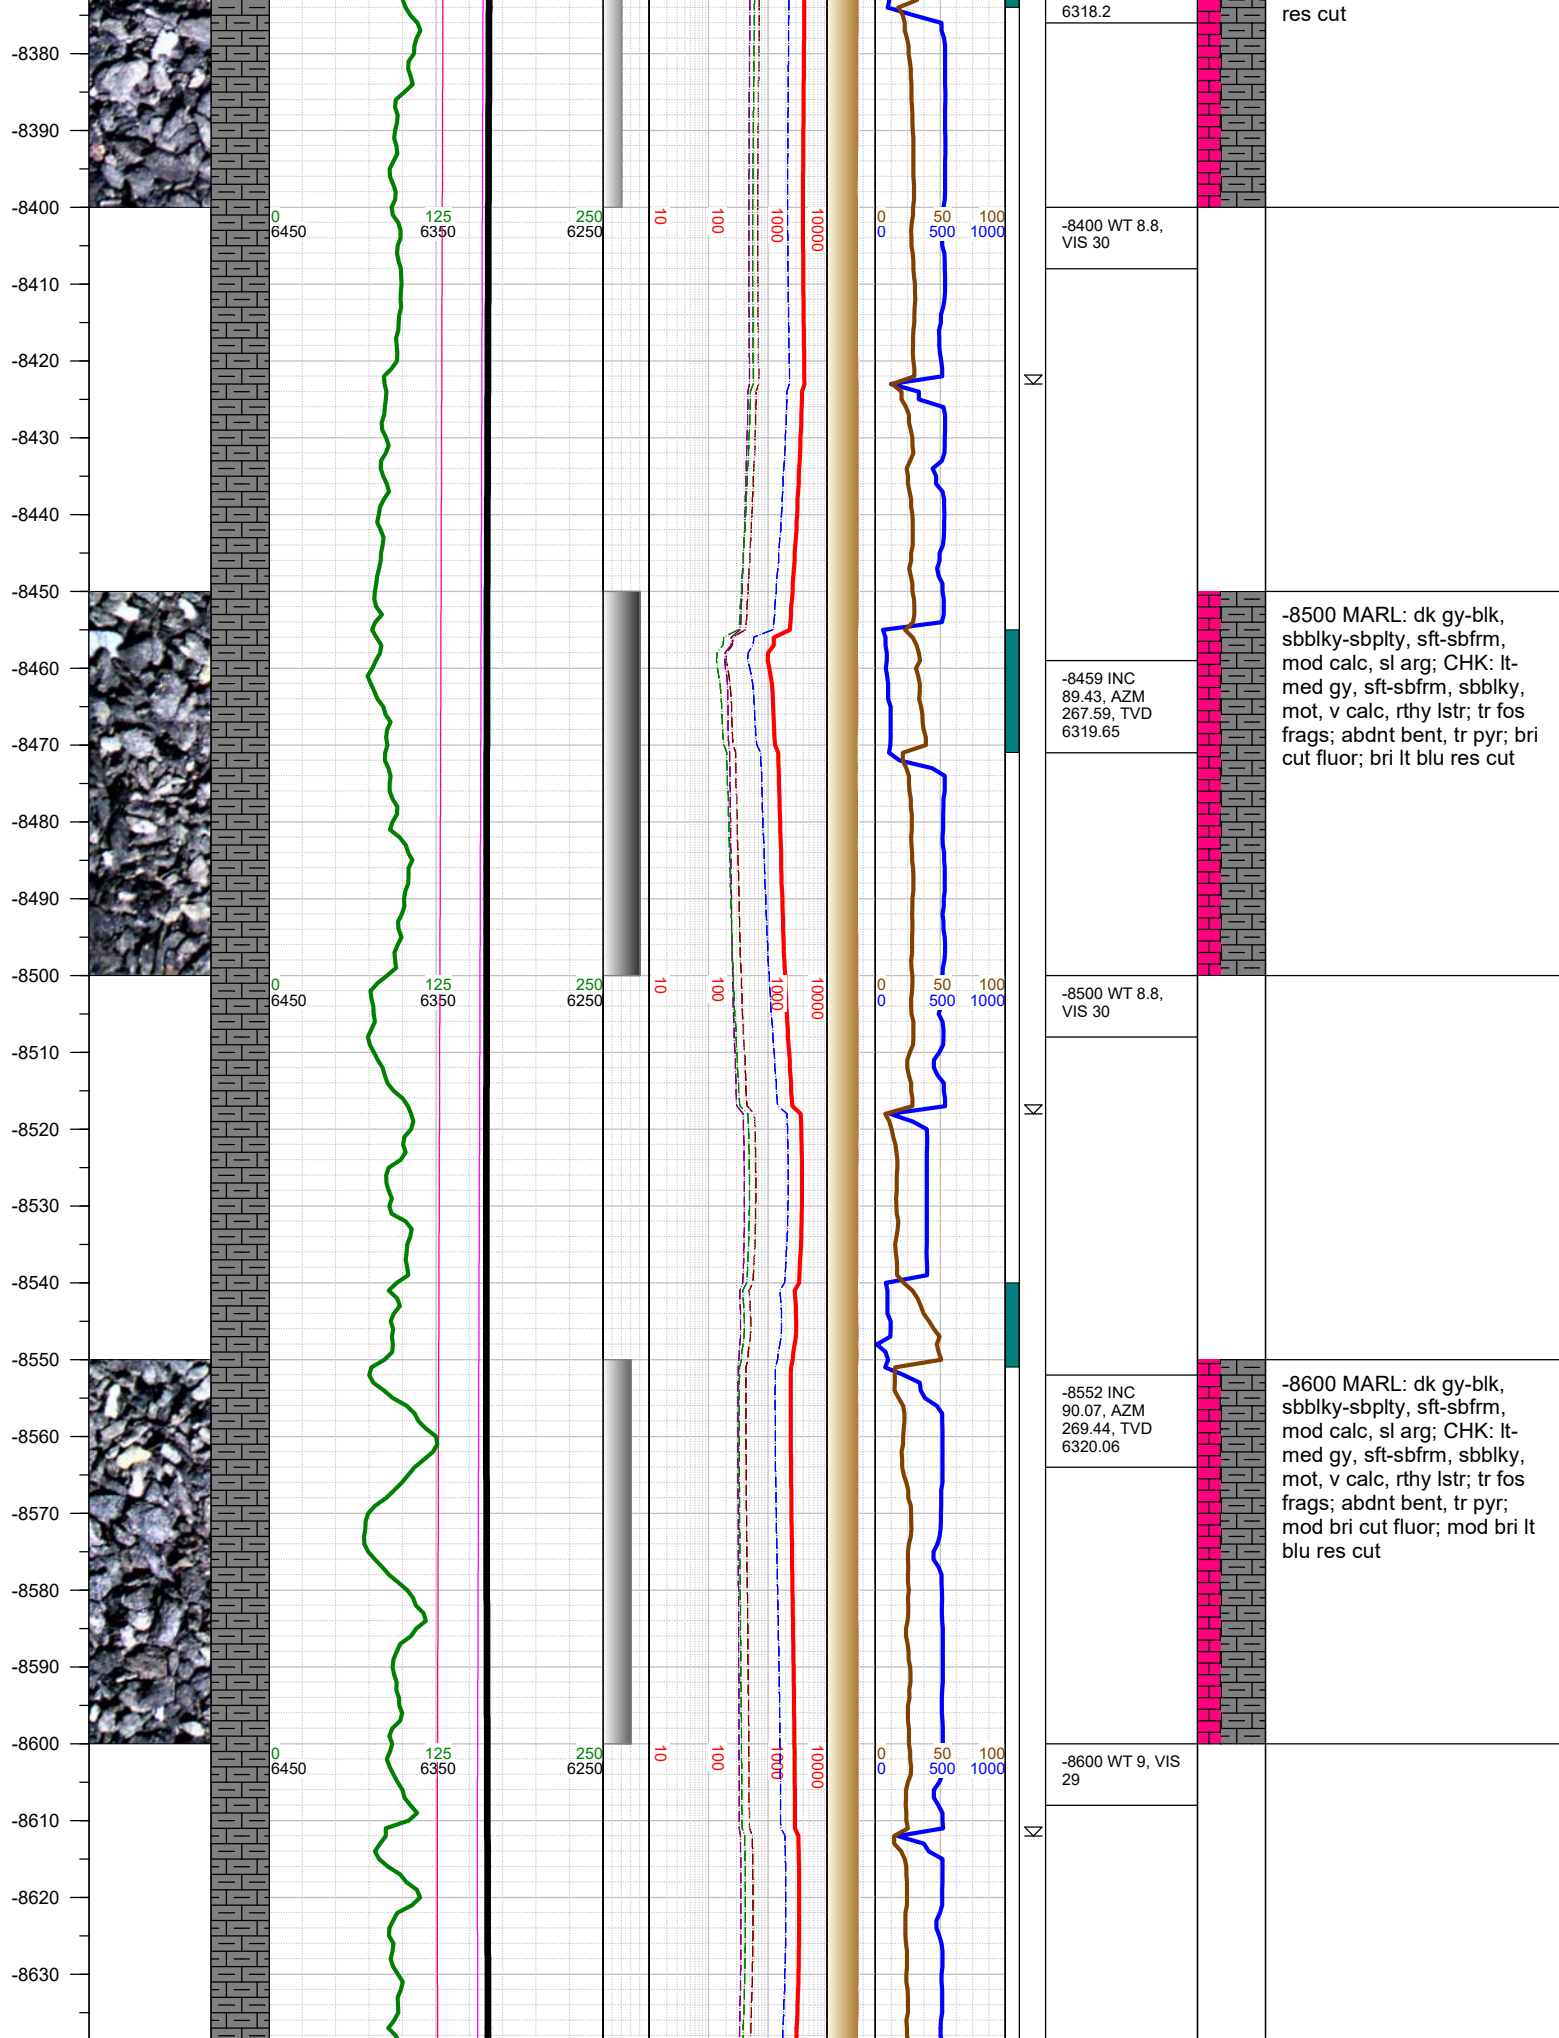 6318.2
res cut
-8380
-8390
-8400
0 125 250 10 100 1000 10000 0 50 100
6450 6350 6250 0 500 1000
-8400 WT 8.8,
VIS 30
-8410
-8420
-8430
-8440
-8450
-8500 MARL: dk gy-blk,
sbblky-sbplty, sft-sbfrm,
mod calc, sl arg; CHK: lt-
med gy, sft-sbfrm, sbblky,
mot, v calc, rthy lstr; tr fos
frags; abdnt bent, tr pyr; bri
cut fluor; bri lt blu res cut
-8460
-8459 INC
89.43, AZM
267.59, TVD
6319.65
-8470
-8480
-8490
-8500
0 125 250 10 100 1000 10000 0 50 100
6450 6350 6250 0 500 1000
-8500 WT 8.8,
VIS 30
-8510
-8520
-8530
-8540
-8550
-8552 INC
90.07, AZM
269.44, TVD
6320.06
-8600 MARL: dk gy-blk,
sbblky-sbplty, sft-sbfrm,
mod calc, sl arg; CHK: lt-
med gy, sft-sbfrm, sbblky,
mot, v calc, rthy lstr; tr fos
frags; abdnt bent, tr pyr;
mod bri cut fluor; mod bri lt
blu res cut
-8560
-8570
-8580
-8590
-8600
0 125 250 10 100 1000 10000 0 50 100
6450 6350 6250 0 500 1000
-8600 WT 9, VIS
29
-8610
-8620
-8630